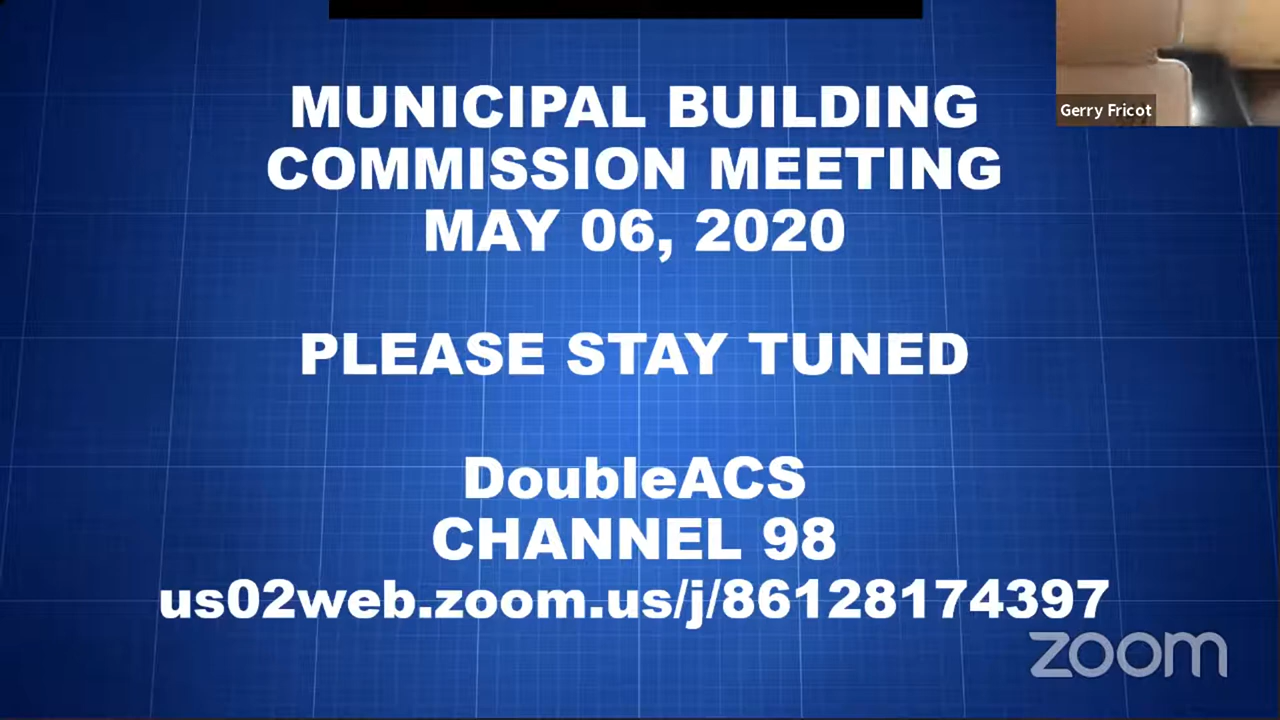 Gerry Fricot
MUNICIPAL BUILDING
COMMISSION MEETING
MAY 06, 2020
PLEASE STAY TUNED
DoubleACS
CHANNEL 98
us02web.zoom.us/j/86128174397
zoom